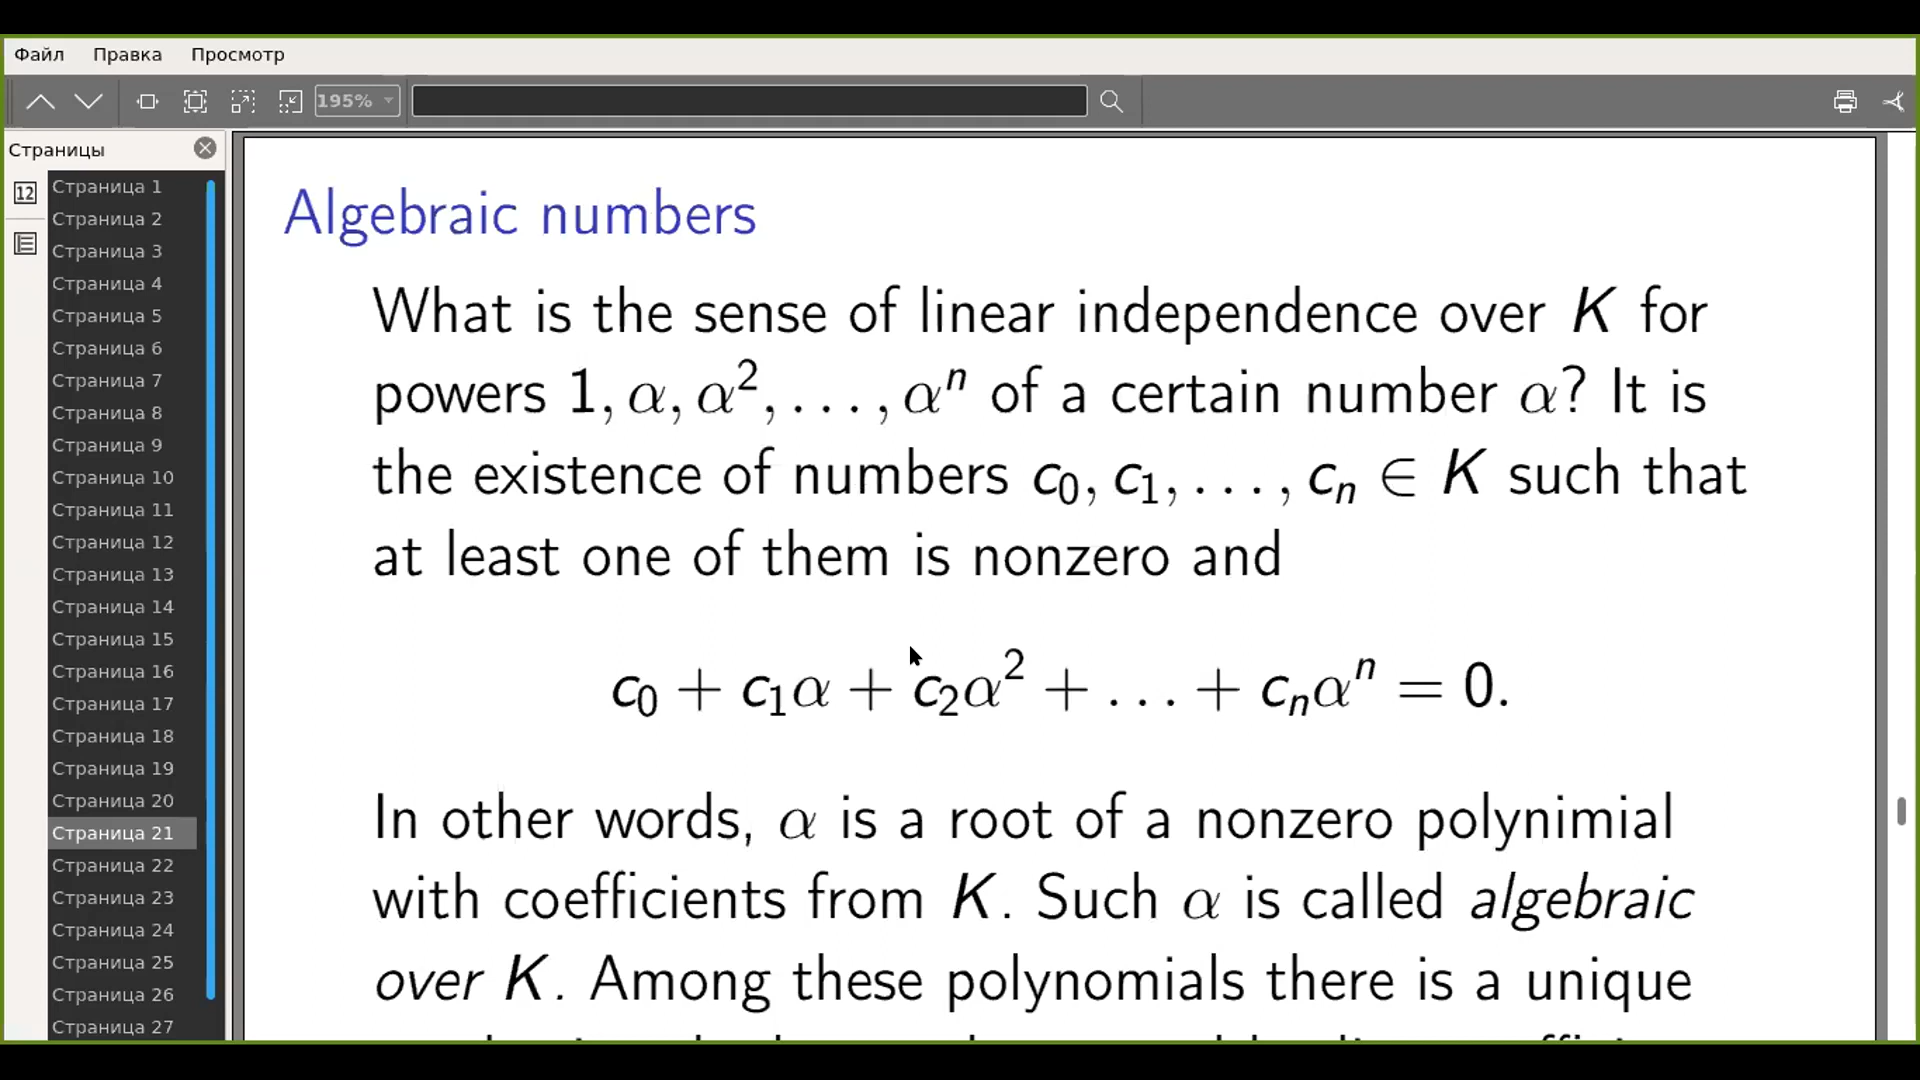 Файл Правка Просмотр
195%
Страницы
12
Страница 1
Страница 2
Страница 3
Страница 4
Страница 5
Страница 6
Страница 7
Страница 8
Страница 9
Страница 10
Страница 11
Страница 12
Страница 13
Страница 14
Страница 15
Страница 16
Страница 17
Страница 18
Страница 19
Страница 20
Страница 21
Страница 22
Страница 23
Страница 24
Страница 25
Страница 26
Страница 27
Algebraic numbers
What is the sense of linear independence over K for
powers 1, α, α², . . . , αⁿ of a certain number α? It is
the existence of numbers c₀, c₁, . . . , cₙ ∈ K such that
at least one of them is nonzero and
c₀ + c₁α + c₂α² + . . . + cₙαⁿ = 0.
In other words, α is a root of a nonzero polynimial
with coefficients from K. Such α is called algebraic
over K. Among these polynomials there is a unique